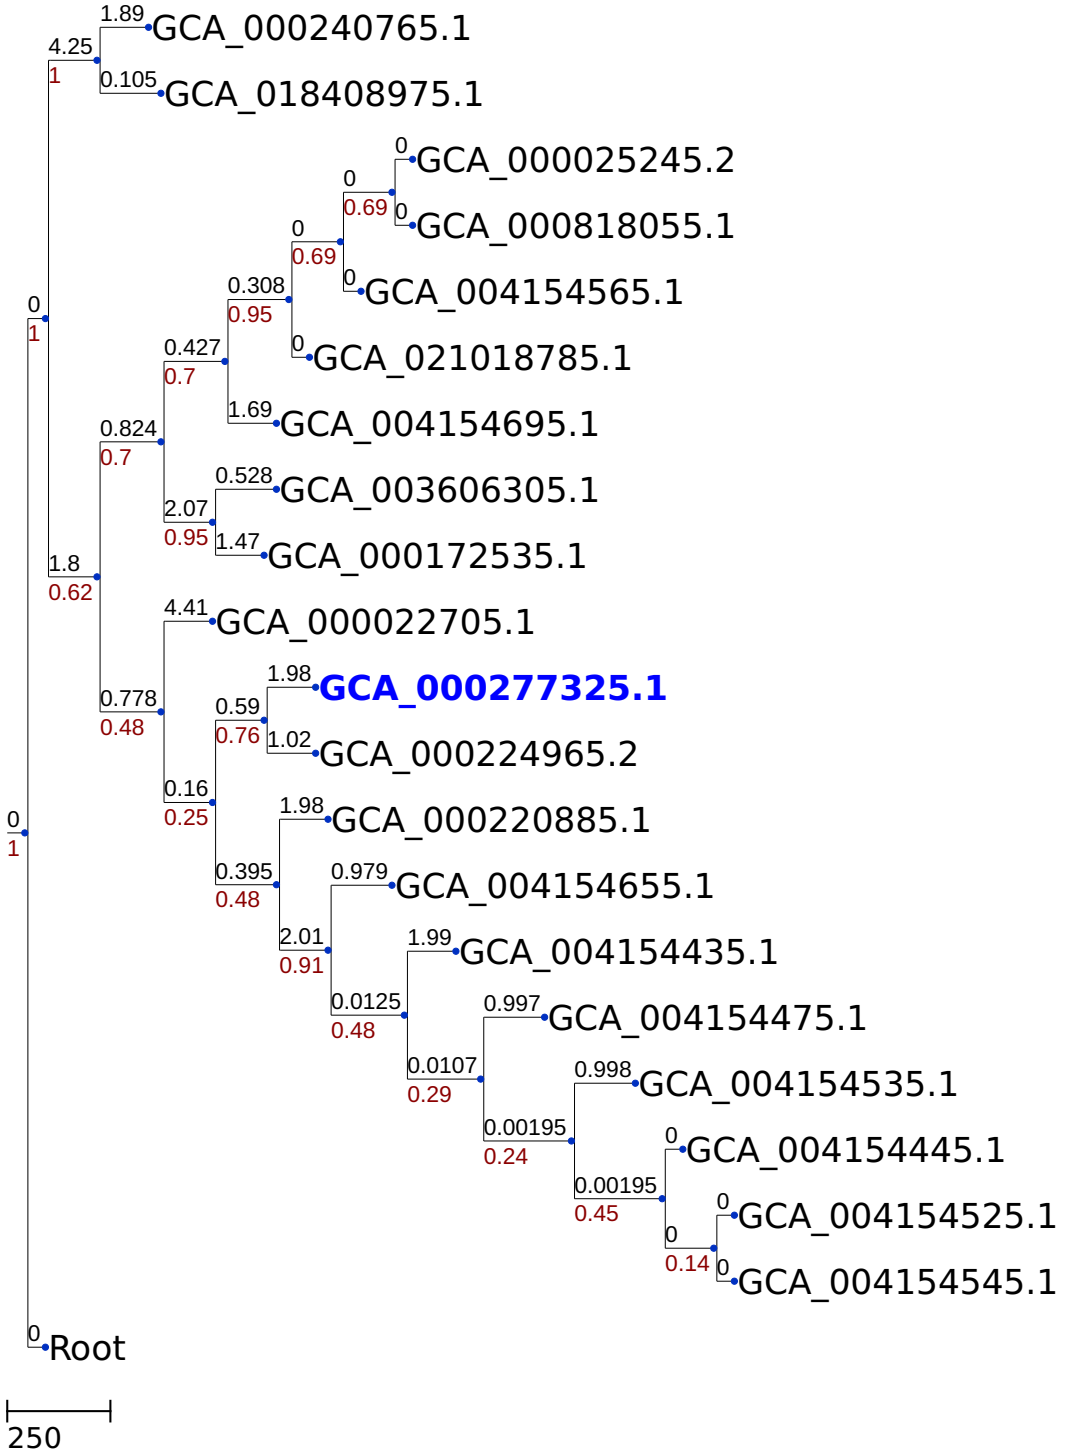 1.89
GCA_000240765.1
4.25
1
0.105
GCA_018408975.1
0
GCA_000025245.2
0
0.69
0
GCA_000818055.1
0
0.69
0
GCA_004154565.1
0.308
0.95
0
1
0
GCA_021018785.1
0.427
0.7
1.69
GCA_004154695.1
0.824
0.7
0.528
GCA_003606305.1
2.07
0.95
1.47
GCA_000172535.1
1.8
0.62
4.41
GCA_000022705.1
1.98
GCA_000277325.1
0.778
0.48
0.59
0.76
1.02
GCA_000224965.2
0.16
0.25
1.98
GCA_000220885.1
0
1
0.395
0.48
0.979
GCA_004154655.1
2.01
0.91
1.99
GCA_004154435.1
0.0125
0.48
0.997
GCA_004154475.1
0.0107
0.29
0.998
GCA_004154535.1
0.00195
0.24
0
GCA_004154445.1
0.00195
0.45
0
GCA_004154525.1
0
0.14
0
GCA_004154545.1
0
Root
250